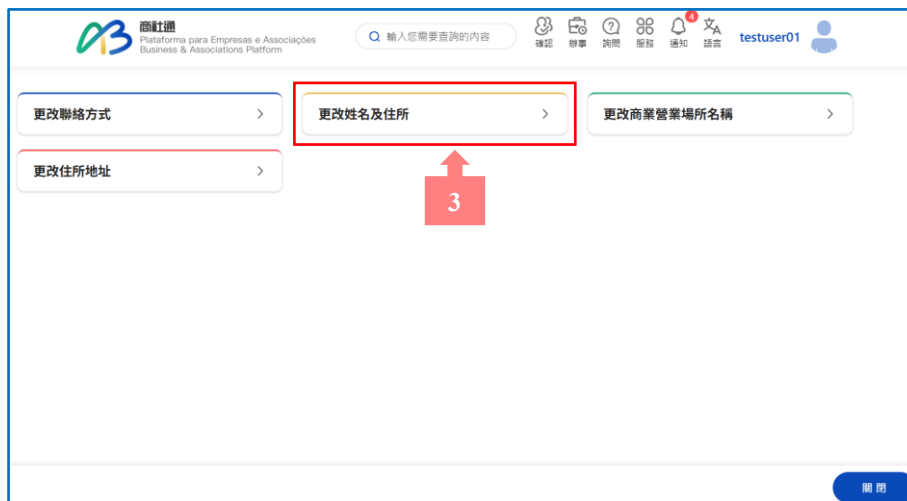 商社通
Plataforma para Empresas e Associações
Business & Associations Platform
輸入您需要查詢的內容
確認
辦事
詢問
服務
4
通知
語言
testuser01
更改聯絡方式
更改姓名及住所
更改商業營業場所名稱
更改住所地址
3
關閉